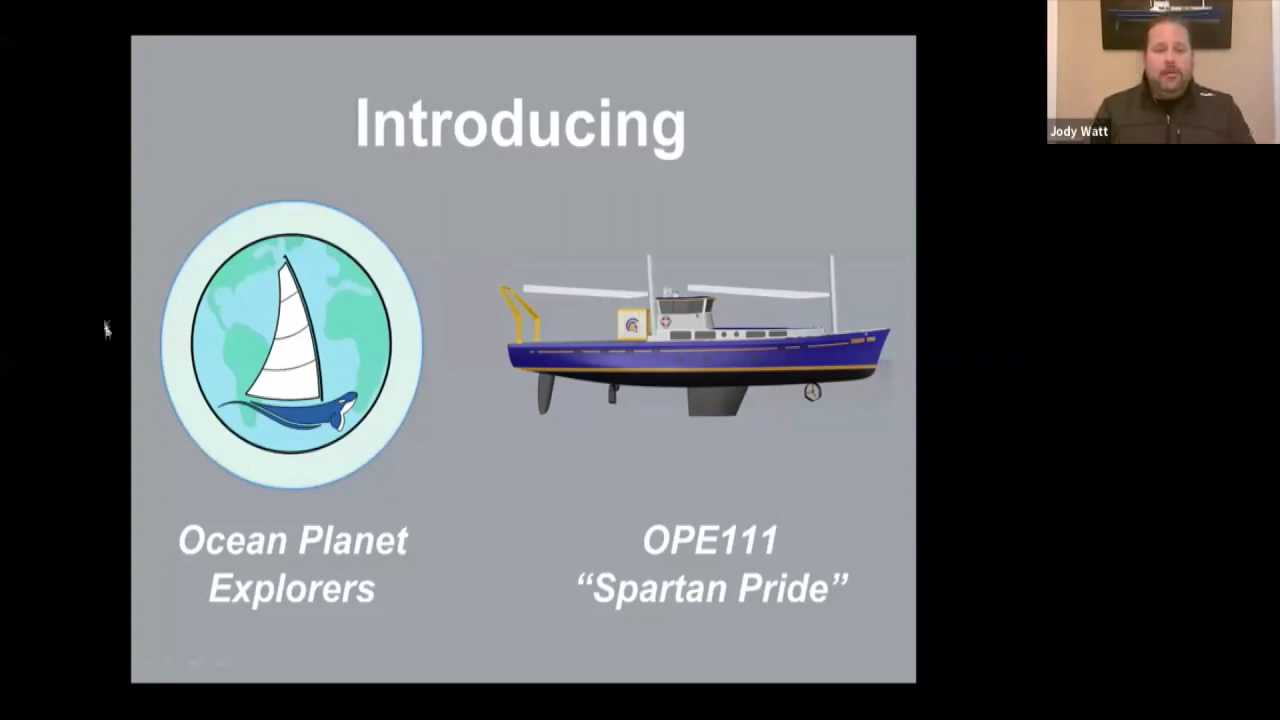 Introducing
Ocean Planet
Explorers
OPE111
“Spartan Pride”
Jody Watt